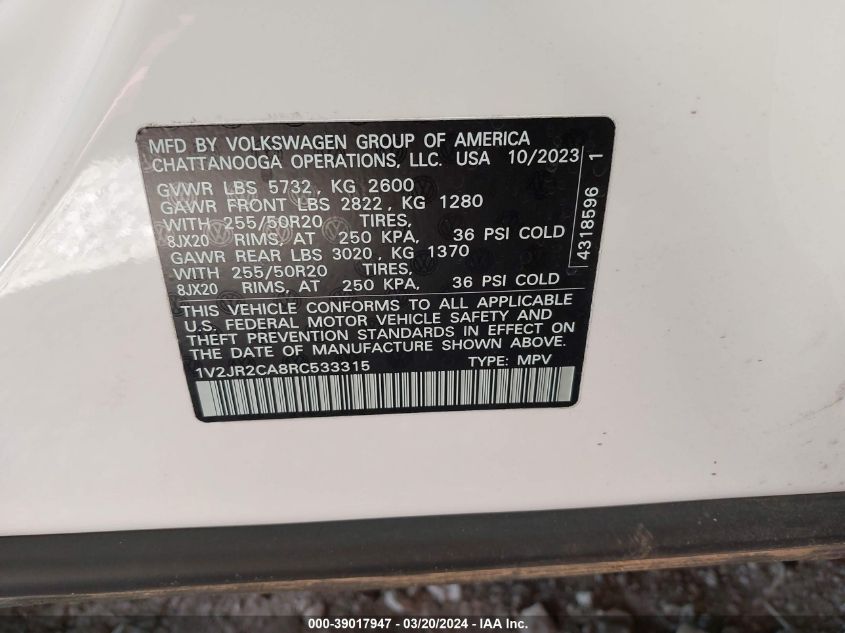 MFD BY VOLKSWAGEN GROUP OF AMERICA
CHATTANOOGA OPERATIONS, LLC. USA 10/2023
GVWR LBS 5732, KG 2600
GAWR FRONT LBS 2822, KG 1280
WITH 255/50R20 TIRES,
8JX20 RIMS, AT 250 KPA, 36 PSI COLD
GAWR REAR LBS 3020, KG 1370
WITH 255/50R20 TIRES,
8JX20 RIMS, AT 250 KPA, 36 PSI COLD
4318596 1
THIS VEHICLE CONFORMS TO ALL APPLICABLE
U.S. FEDERAL MOTOR VEHICLE SAFETY AND
THEFT PREVENTION STANDARDS IN EFFECT ON
THE DATE OF MANUFACTURE SHOWN ABOVE.
1V2JR2CA8RC533315 TYPE: MPV
000-39017947 - 03/20/2024 - IAA Inc.